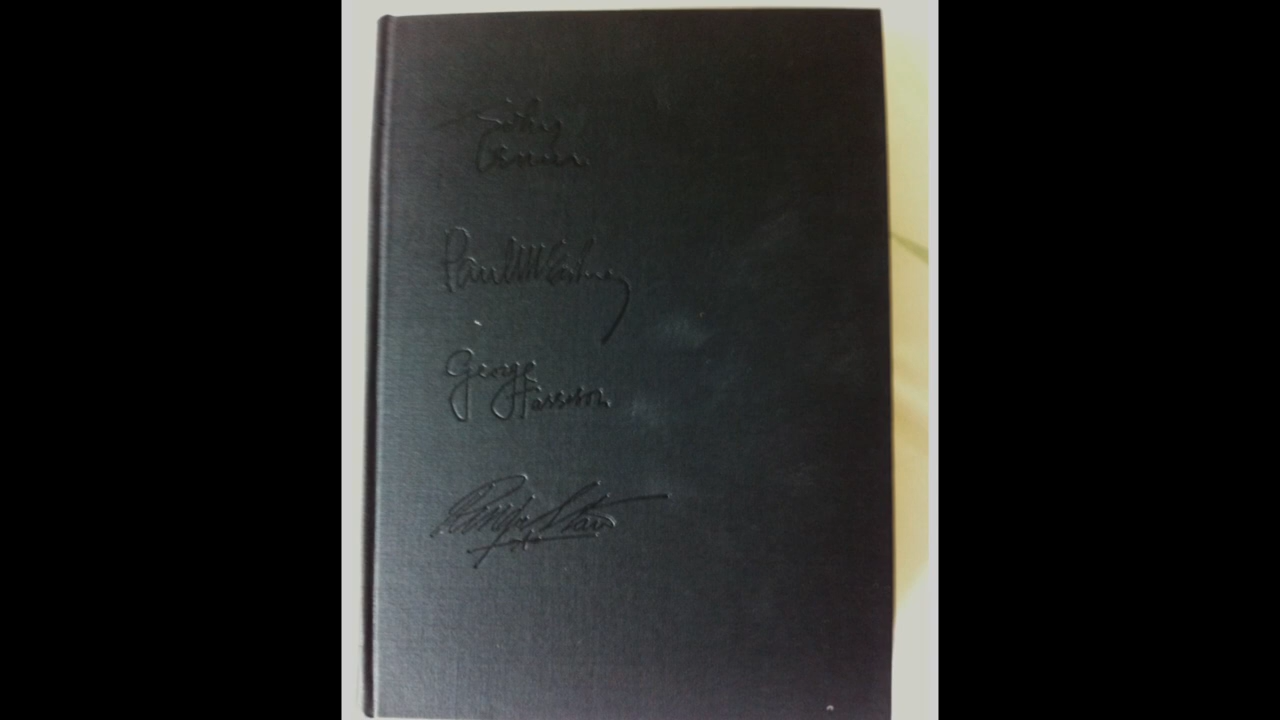 John
Lennon
Paul McCartney
George
Harrison
Ringo Starr